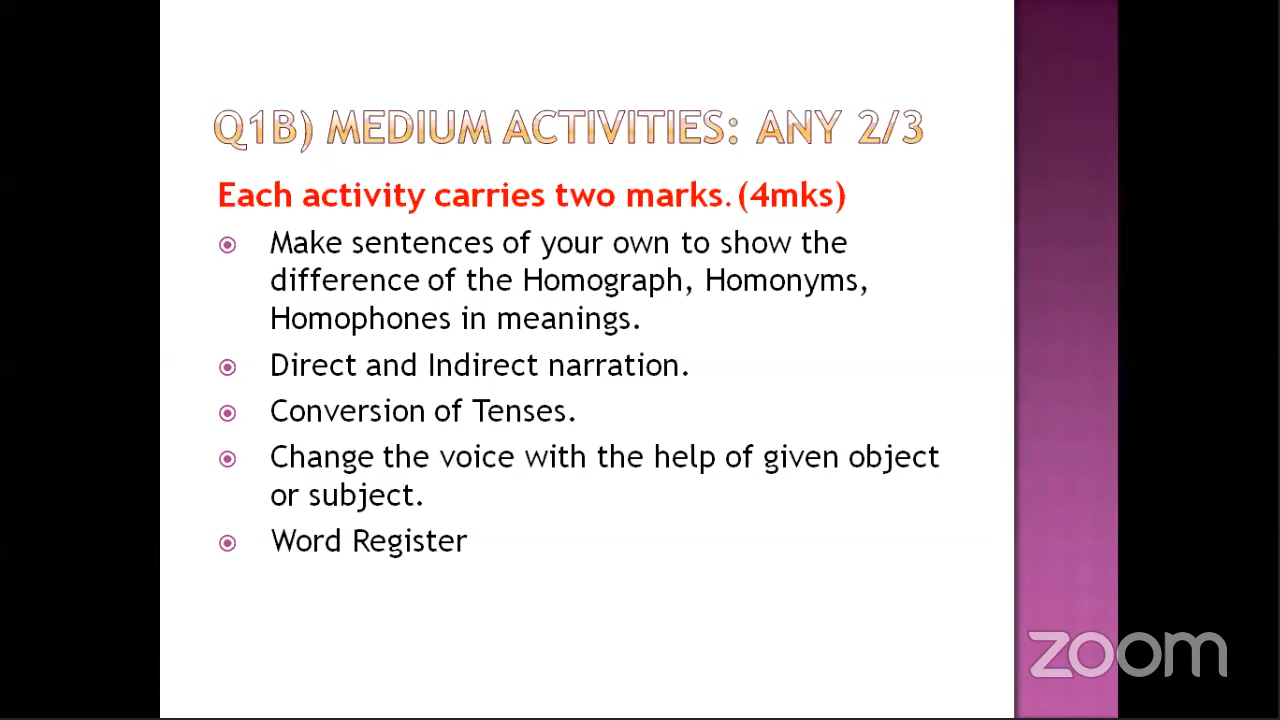 Q1B) MEDIUM ACTIVITIES: ANY 2/3
Each activity carries two marks.(4mks)
Make sentences of your own to show the
difference of the Homograph, Homonyms,
Homophones in meanings.
Direct and Indirect narration.
Conversion of Tenses.
Change the voice with the help of given object
or subject.
Word Register
zoom